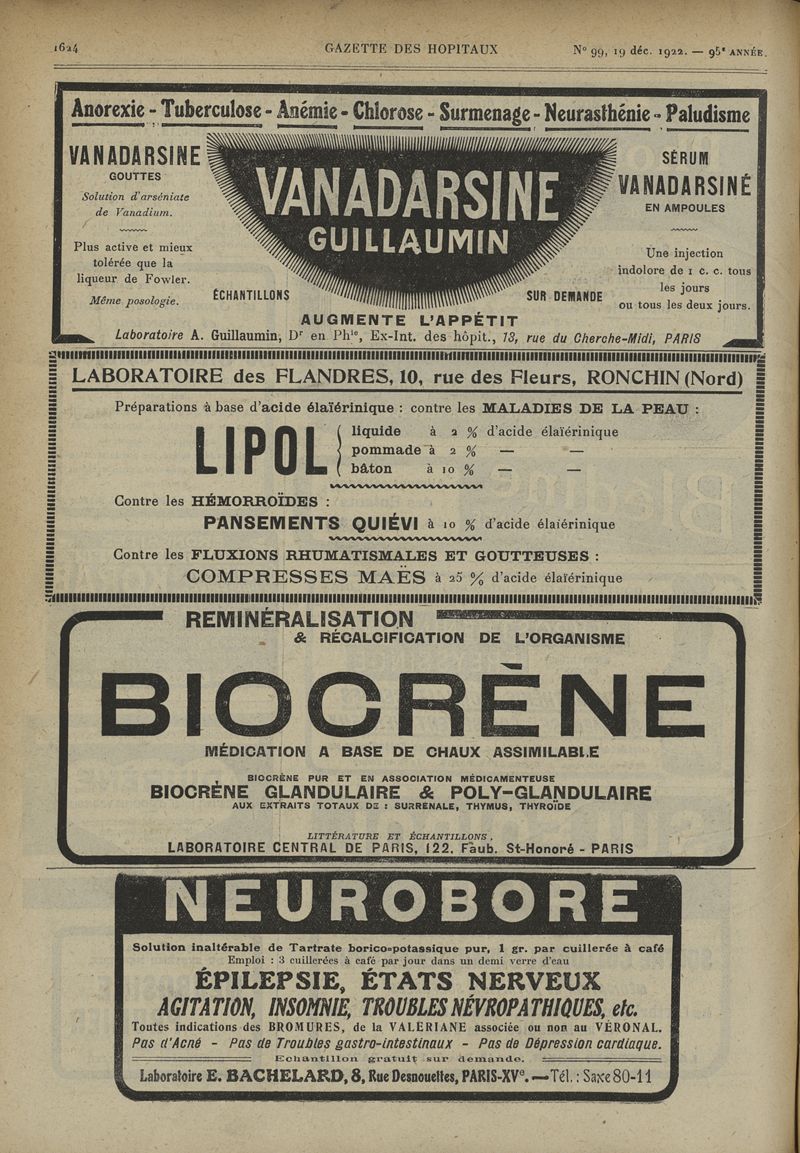 1624 GAZETTE DES HOPITAUX N° 99, 19 déc. 1922. — 95e ANNÉE.
Anorexie - Tuberculose - Anémie - Chlorose - Surmenage - Neurasthénie - Paludisme
VANADARSINE
GOUTTES
Solution d'arséniate
de Vanadium.
Plus active et mieux
tolérée que la
liqueur de Fowler.
Même posologie.
VANADARSINE
GUILLAUMIN
ÉCHANTILLONS SUR DEMANDE
SÉRUM
VANADARSINÉ
EN AMPOULES
Une injection
indolore de 1 c. c. tous
les jours
ou tous les deux jours.
AUGMENTE L'APPÉTIT
Laboratoire A. Guillaumin, Dr en Phie, Ex-Int. des hôpit., 13, rue du Cherche-Midi, PARIS
LABORATOIRE des FLANDRES, 10, rue des Fleurs, RONCHIN (Nord)
Préparations à base d'acide élaïérinique : contre les MALADIES DE LA PEAU :
LIPOL
liquide à 2 % d'acide élaïérinique
pommade à 2 % — —
bâton à 10 % — —
Contre les HÉMORROÏDES :
PANSEMENTS QUIÉVI à 10 % d'acide élaïérinique
Contre les FLUXIONS RHUMATISMALES ET GOUTTEUSES :
COMPRESSES MAËS à 25 % d'acide élaïérinique
REMINÉRALISATION
& RÉCALCIFICATION DE L'ORGANISME
BIOCRÈNE
MÉDICATION A BASE DE CHAUX ASSIMILABLE
BIOCRÈNE PUR ET EN ASSOCIATION MÉDICAMENTEUSE
BIOCRÈNE GLANDULAIRE & POLY-GLANDULAIRE
AUX EXTRAITS TOTAUX DE : SURRÉNALE, THYMUS, THYROÏDE
LITTÉRATURE ET ÉCHANTILLONS.
LABORATOIRE CENTRAL DE PARIS, 122. Faub. St-Honoré - PARIS
NEUROBORE
Solution inaltérable de Tartrate borico-potassique pur, 1 gr. par cuillerée à café
Emploi : 3 cuillerées à café par jour dans un demi verre d'eau
ÉPILEPSIE, ÉTATS NERVEUX
AGITATION, INSOMNIE, TROUBLES NÉVROPATHIQUES, etc.
Toutes indications des BROMURES, de la VALÉRIANE associée ou non au VÉRONAL.
Pas d'Acné - Pas de Troubles gastro-intestinaux - Pas de Dépression cardiaque.
Echantillon gratuit sur demande.
Laboratoire E. BACHELARD, 8, Rue Desnouettes, PARIS-XVe. — Tél. : Saxe 80-11